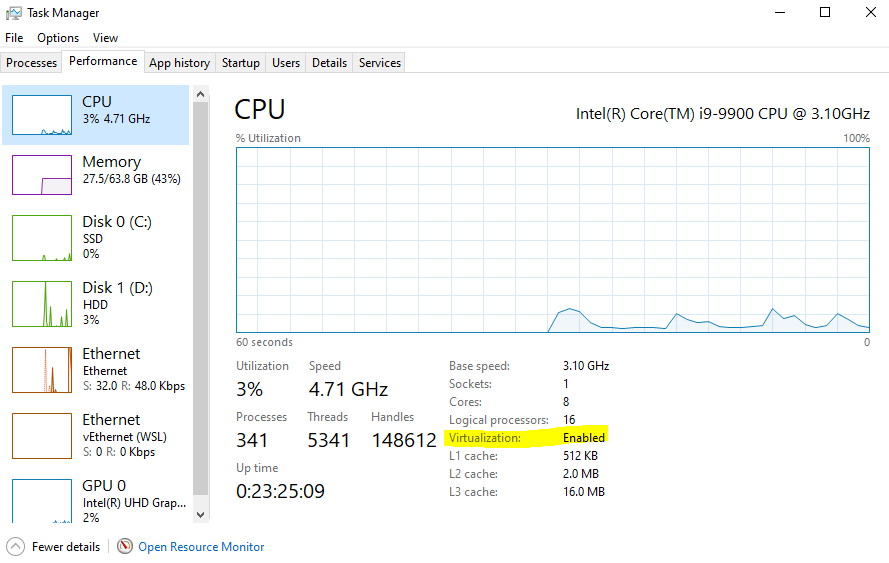 Task Manager
File Options View
Processes Performance App history Startup Users Details Services
CPU
3% 4.71 GHz
Memory
27.5/63.8 GB (43%)
Disk 0 (C:)
SSD
0%
Disk 1 (D:)
HDD
3%
Ethernet
Ethernet
S: 32.0 R: 48.0 Kbps
Ethernet
vEthernet (WSL)
S: 0 R: 0 Kbps
GPU 0
Intel(R) UHD Grap...
2%
CPU Intel(R) Core(TM) i9-9900 CPU @ 3.10GHz
% Utilization 100%
60 seconds 0
Utilization Speed
3% 4.71 GHz
Processes Threads Handles
341 5341 148612
Up time
0:23:25:09
Base speed: 3.10 GHz
Sockets: 1
Cores: 8
Logical processors: 16
Virtualization: Enabled
L1 cache: 512 KB
L2 cache: 2.0 MB
L3 cache: 16.0 MB
Fewer details Open Resource Monitor